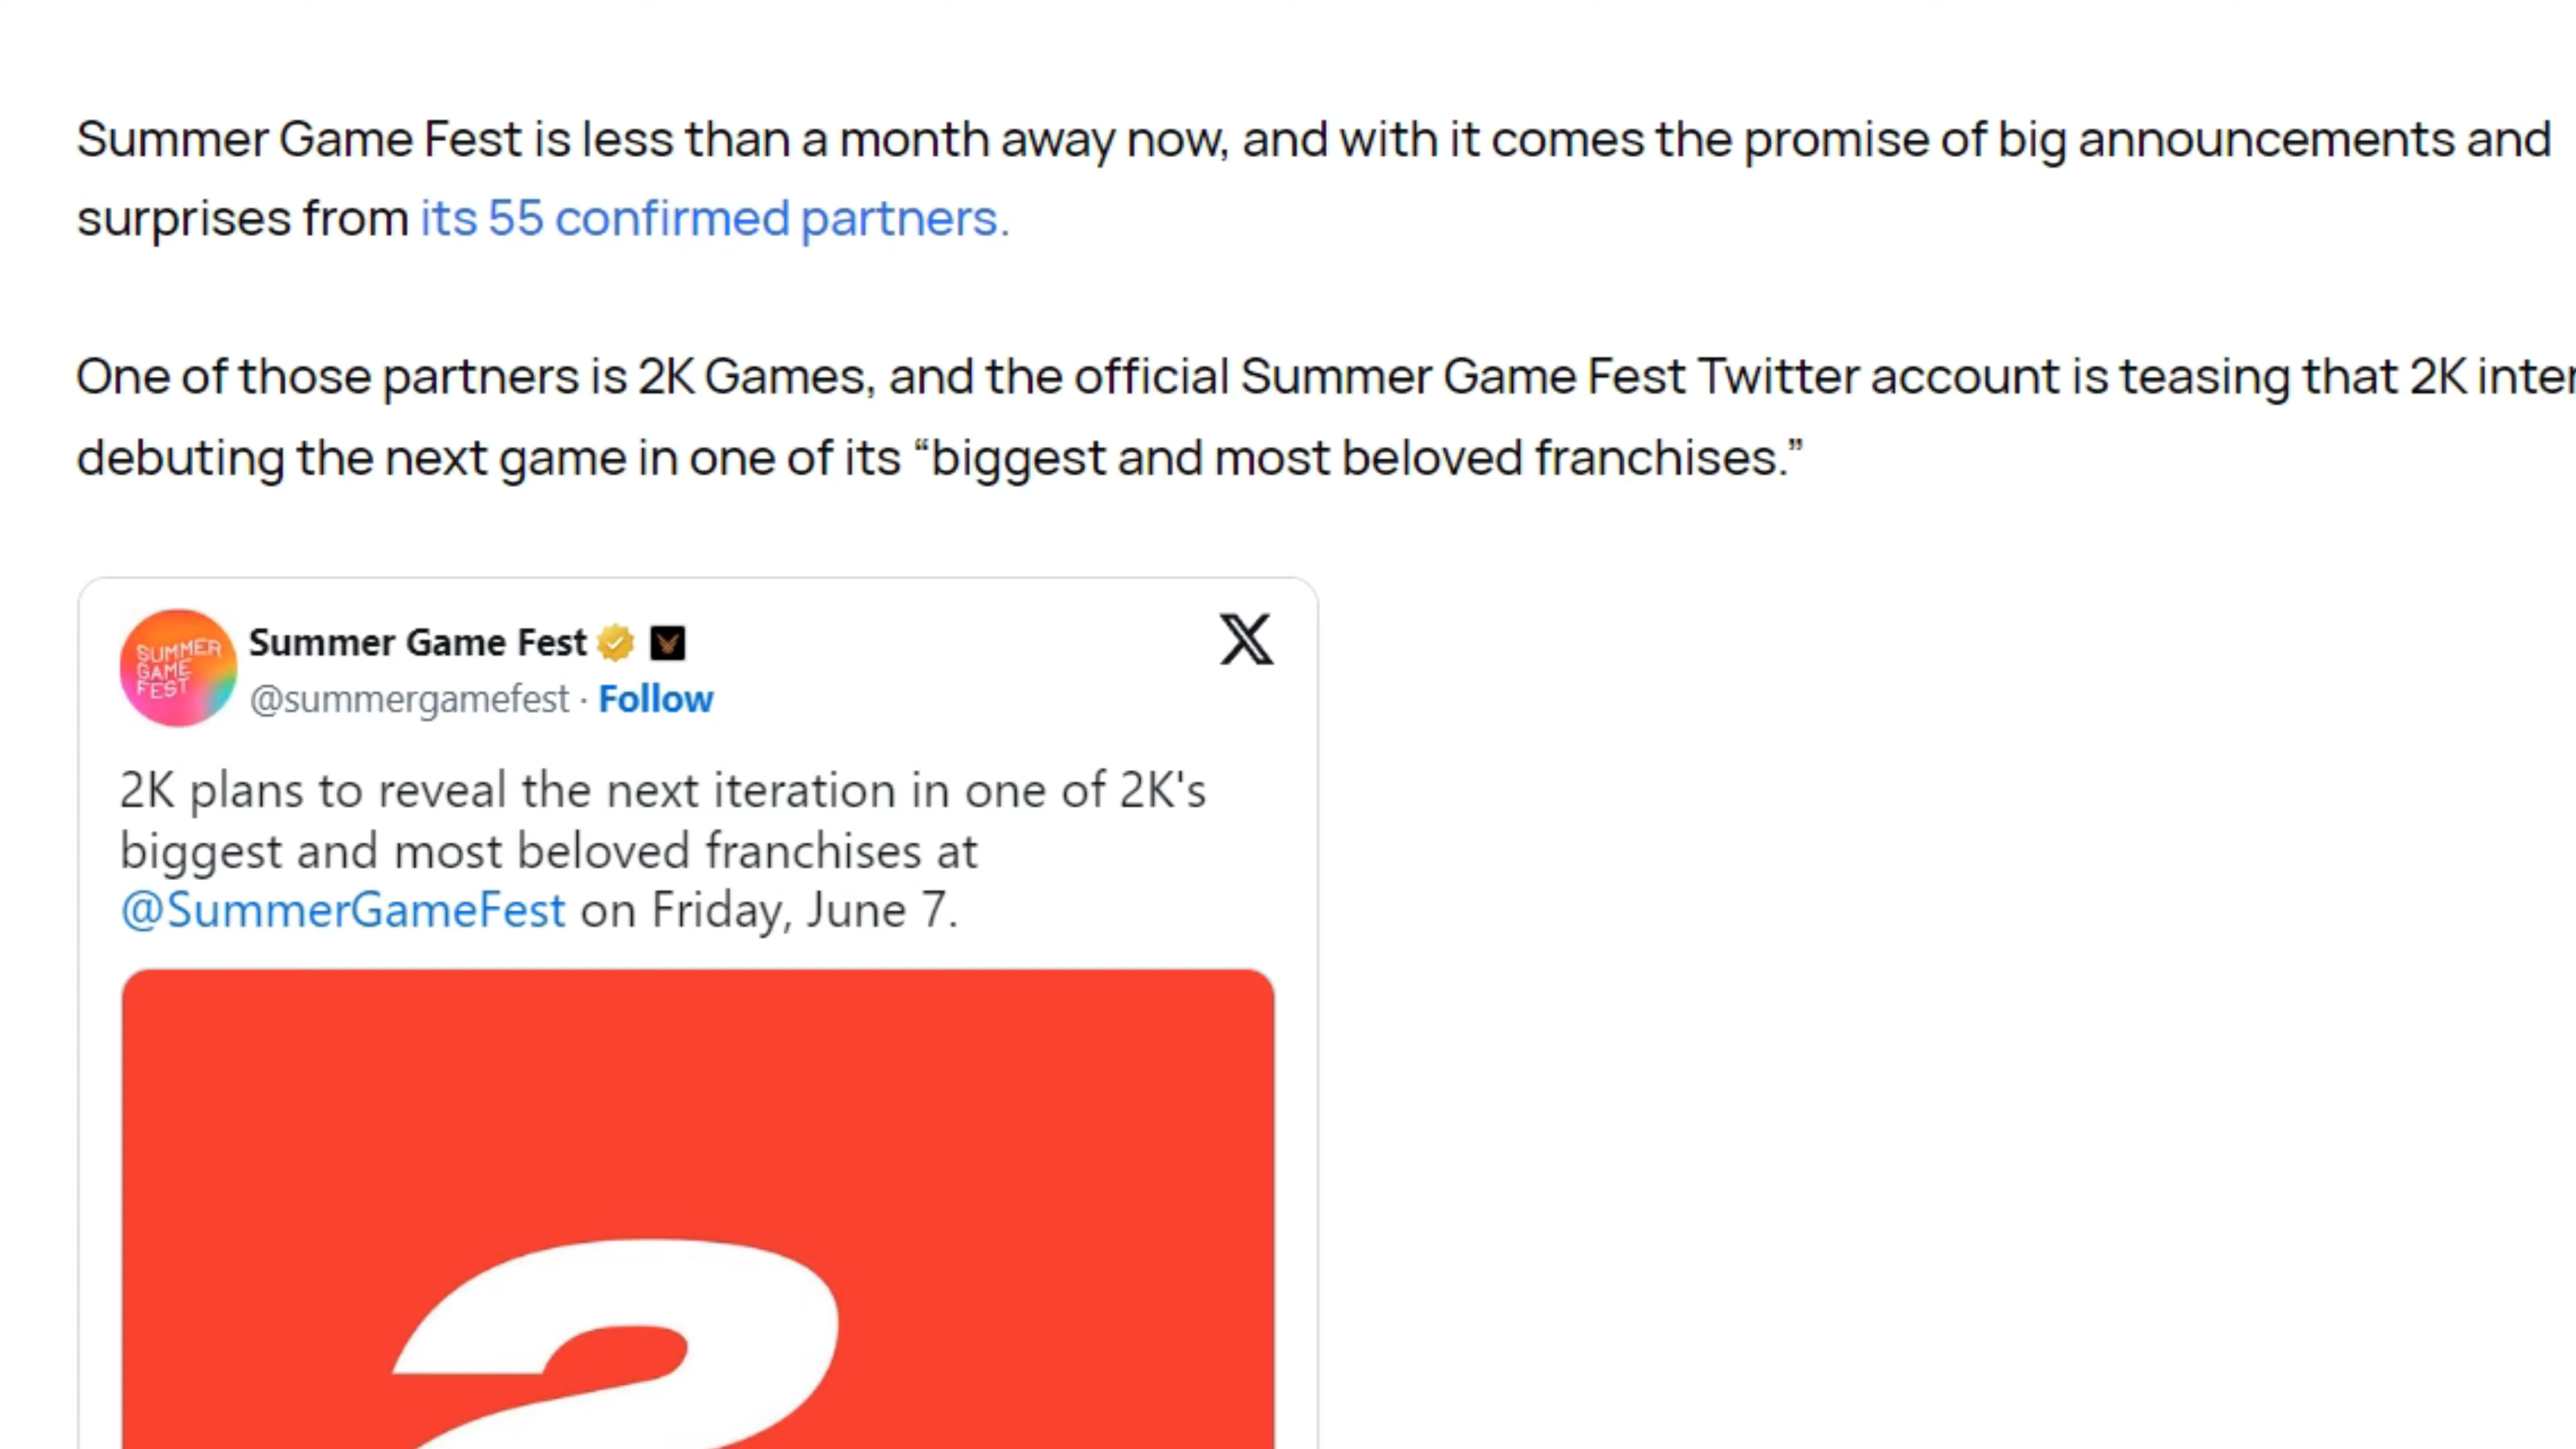 Summer Game Fest is less than a month away now, and with it comes the promise of big announcements and
surprises from its 55 confirmed partners.
One of those partners is 2K Games, and the official Summer Game Fest Twitter account is teasing that 2K
debuting the next game in one of its “biggest and most beloved franchises.”
SUMMER
GAME
FEST
Summer Game Fest
@summergamefest · Follow
2K plans to reveal the next iteration in one of 2K's
biggest and most beloved franchises at
@SummerGameFest on Friday, June 7.
2